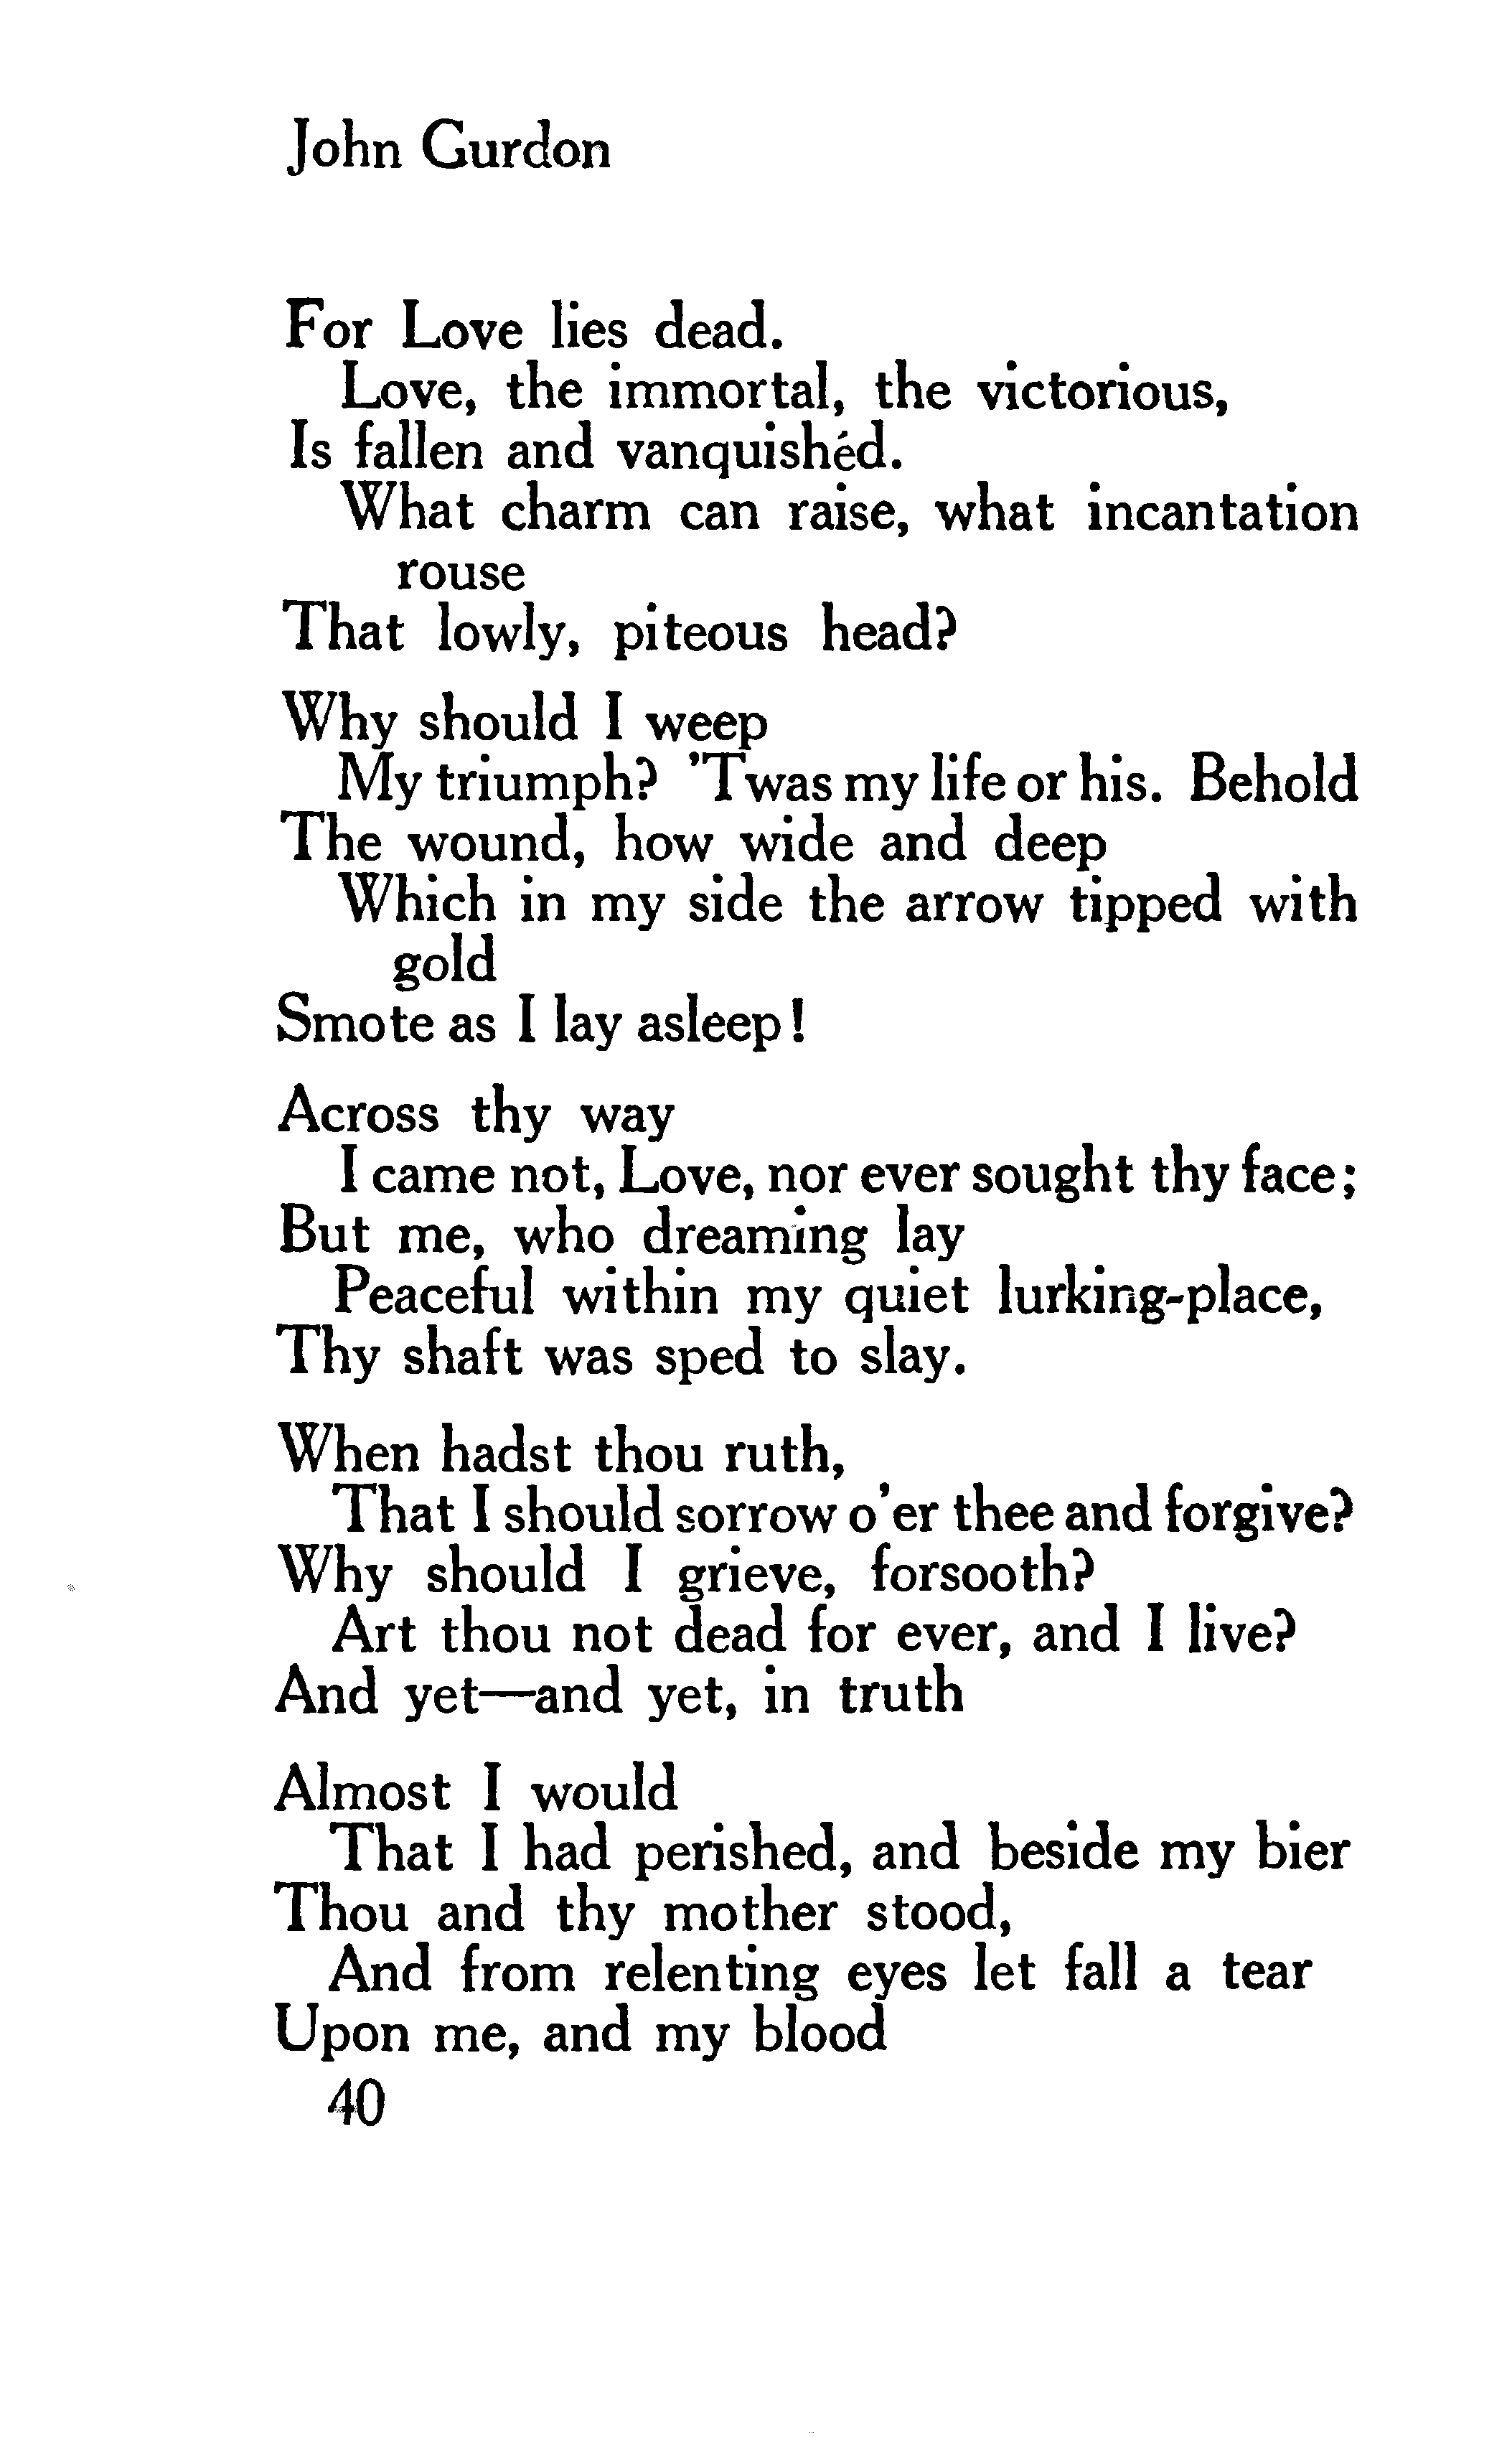 John Gurdon
For Love lies dead.
Love, the immortal, the victorious,
Is fallen and vanquishéd.
What charm can raise, what incantation
rouse
That lowly, piteous head?
Why should I weep
My triumph? 'Twas my life or his. Behold
The wound, how wide and deep
Which in my side the arrow tipped with
gold
Smote as I lay asleep!
Across thy way
I came not, Love, nor ever sought thy face;
But me, who dreaming lay
Peaceful within my quiet lurking-place,
Thy shaft was sped to slay.
When hadst thou ruth,
That I should sorrow o'er thee and forgive?
Why should I grieve, forsooth?
Art thou not dead for ever, and I live?
And yet—and yet, in truth
Almost I would
That I had perished, and beside my bier
Thou and thy mother stood,
And from relenting eyes let fall a tear
Upon me, and my blood
40